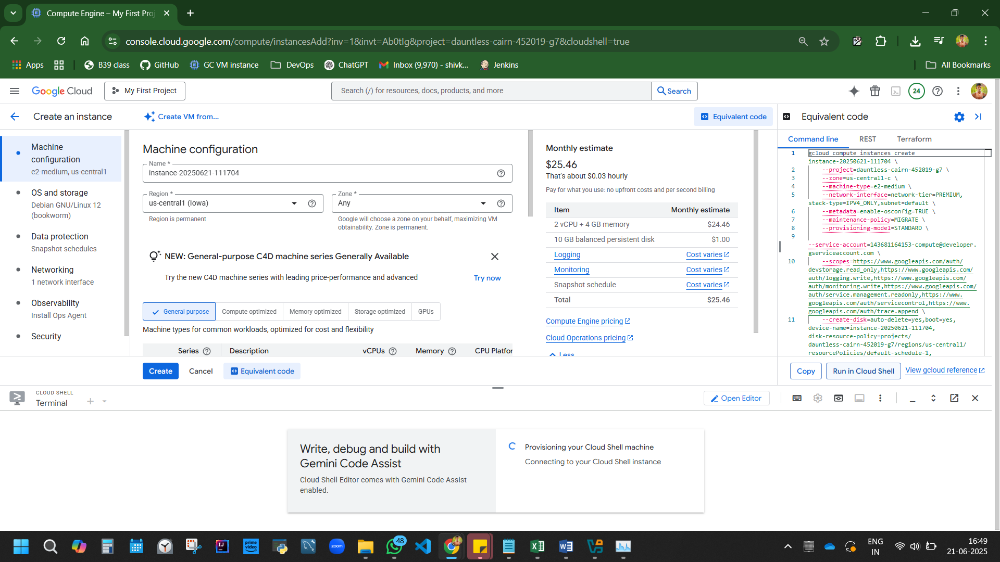 Compute Engine – My First Proj
console.cloud.google.com/compute/instancesAdd?inv=1&invt=Ab0tIg&project=dauntless-cairn-452019-g7&cloudshell=true
Apps
B39 class
GitHub
GC VM instance
DevOps
ChatGPT
Inbox (9,970) - shivk...
Jenkins
All Bookmarks
Google Cloud
My First Project
Search (/) for resources, docs, products, and more
Search
24
Create an instance
Create VM from...
Equivalent code
Machine configuration
e2-medium, us-central1
OS and storage
Debian GNU/Linux 12 (bookworm)
Data protection
Snapshot schedules
Networking
1 network interface
Observability
Install Ops Agent
Security
Machine configuration
Name *
instance-20250621-111704
Region *
us-central1 (Iowa)
Region is permanent
Zone *
Any
Google will choose a zone on your behalf, maximizing VM
obtainability. Zone is permanent.
NEW: General-purpose C4D machine series Generally Available
Try the new C4D machine series with leading price-performance and advanced
Try now
General purpose
Compute optimized
Memory optimized
Storage optimized
GPUs
Machine types for common workloads, optimized for cost and flexibility
Series
Description
vCPUs
Memory
CPU Platfor
Create
Cancel
Equivalent code
Monthly estimate
$25.46
That's about $0.03 hourly
Pay for what you use: no upfront costs and per second billing
Item Monthly estimate
2 vCPU + 4 GB memory $24.46
10 GB balanced persistent disk $1.00
Logging Cost varies
Monitoring Cost varies
Snapshot schedule Cost varies
Total $25.46
Compute Engine pricing
Cloud Operations pricing
Less
Equivalent code
Command line
REST
Terraform
1 gcloud compute instances create
instance-20250621-111704 \
2 --project=dauntless-cairn-452019-g7 \
3 --zone=us-central1-c \
4 --machine-type=e2-medium \
5 --network-interface=network-tier=PREMIUM,
stack-type=IPV4_ONLY,subnet=default \
6 --metadata=enable-osconfig=TRUE \
7 --maintenance-policy=MIGRATE \
8 --provisioning-model=STANDARD \
9
--service-account=143681164153-compute@developer.
gserviceaccount.com \
10 --scopes=https://www.googleapis.com/auth/
devstorage.read_only,https://www.googleapis.com/
auth/logging.write,https://www.googleapis.com/
auth/monitoring.write,https://www.googleapis.com/
auth/service.management.readonly,https://www.
googleapis.com/auth/servicecontrol,https://www.
googleapis.com/auth/trace.append \
11 --create-disk=auto-delete=yes,boot=yes,
device-name=instance-20250621-111704,
disk-resource-policy=projects/
dauntless-cairn-452019-g7/regions/us-central1/
resourcePolicies/default-schedule-1,
Copy
Run in Cloud Shell
View gcloud reference
CLOUD SHELL
Terminal
Open Editor
Write, debug and build with
Gemini Code Assist
Cloud Shell Editor comes with Gemini Code Assist
enabled.
Provisioning your Cloud Shell machine
Connecting to your Cloud Shell instance
IJ
prime video
zoom
48
ENG
IN
16:49
21-06-2025